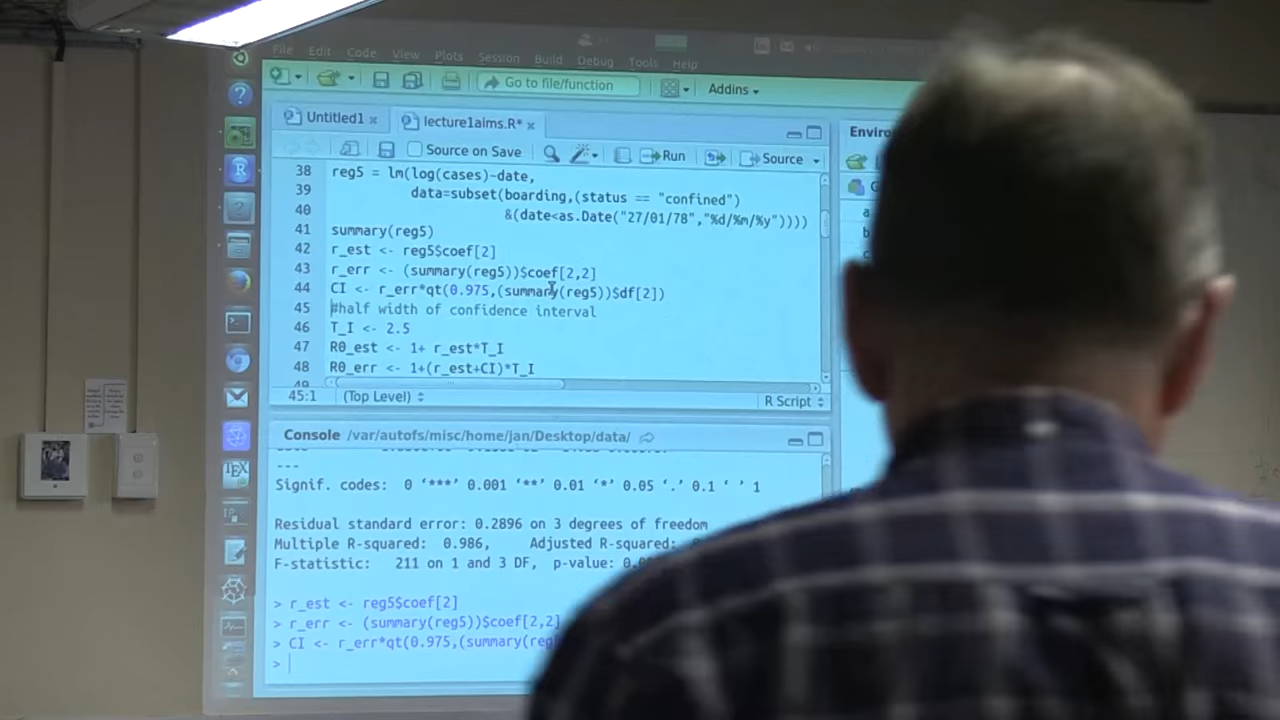 File Edit Code View Plots Session Build Debug Tools Help
Go to file/function Addins
Untitled1 lecture1aims.R* Enviro
Source on Save Run Source
38 reg5 = lm(log(cases)~date,
39 data=subset(boarding,(status == "confined")
40 &(date<as.Date("27/01/78","%d/%m/%y"))))
41 summary(reg5)
42 r_est <- reg5$coef[2]
43 r_err <- (summary(reg5))$coef[2,2]
44 CI <- r_err*qt(0.975,(summary(reg5))$df[2])
45 #half width of confidence interval
46 T_I <- 2.5
47 R0_est <- 1+ r_est*T_I
48 R0_err <- 1+(r_est+CI)*T_I
49
45:1 (Top Level) R Script
Console /var/autofs/misc/home/jan/Desktop/data/
---
Signif. codes: 0 ‘***’ 0.001 ‘**’ 0.01 ‘*’ 0.05 ‘.’ 0.1 ‘ ’ 1
Residual standard error: 0.2896 on 3 degrees of freedom
Multiple R-squared: 0.986, Adjusted R-squared:
F-statistic: 211 on 1 and 3 DF, p-value: 0.0
> r_est <- reg5$coef[2]
> r_err <- (summary(reg5))$coef[2,2]
> CI <- r_err*qt(0.975,(summary(reg
>